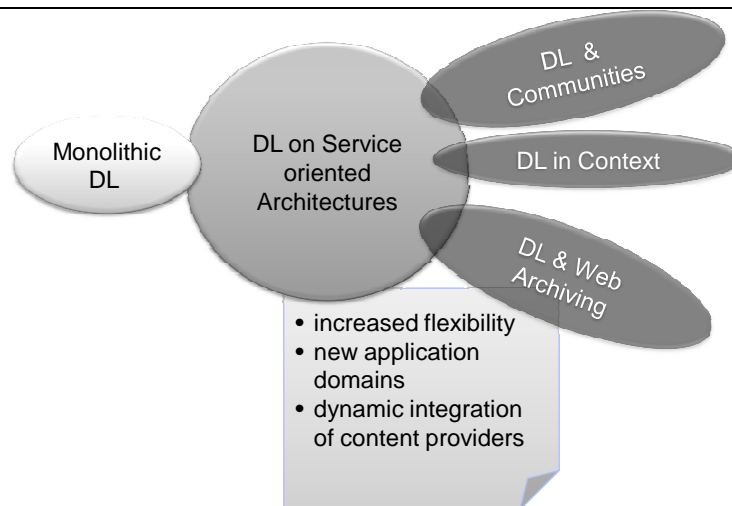 Monolithic
DL
DL on Service
oriented
Architectures
DL &
Communities
DL in Context
DL & Web
Archiving
• increased flexibility
• new application
domains
• dynamic integration
of content providers